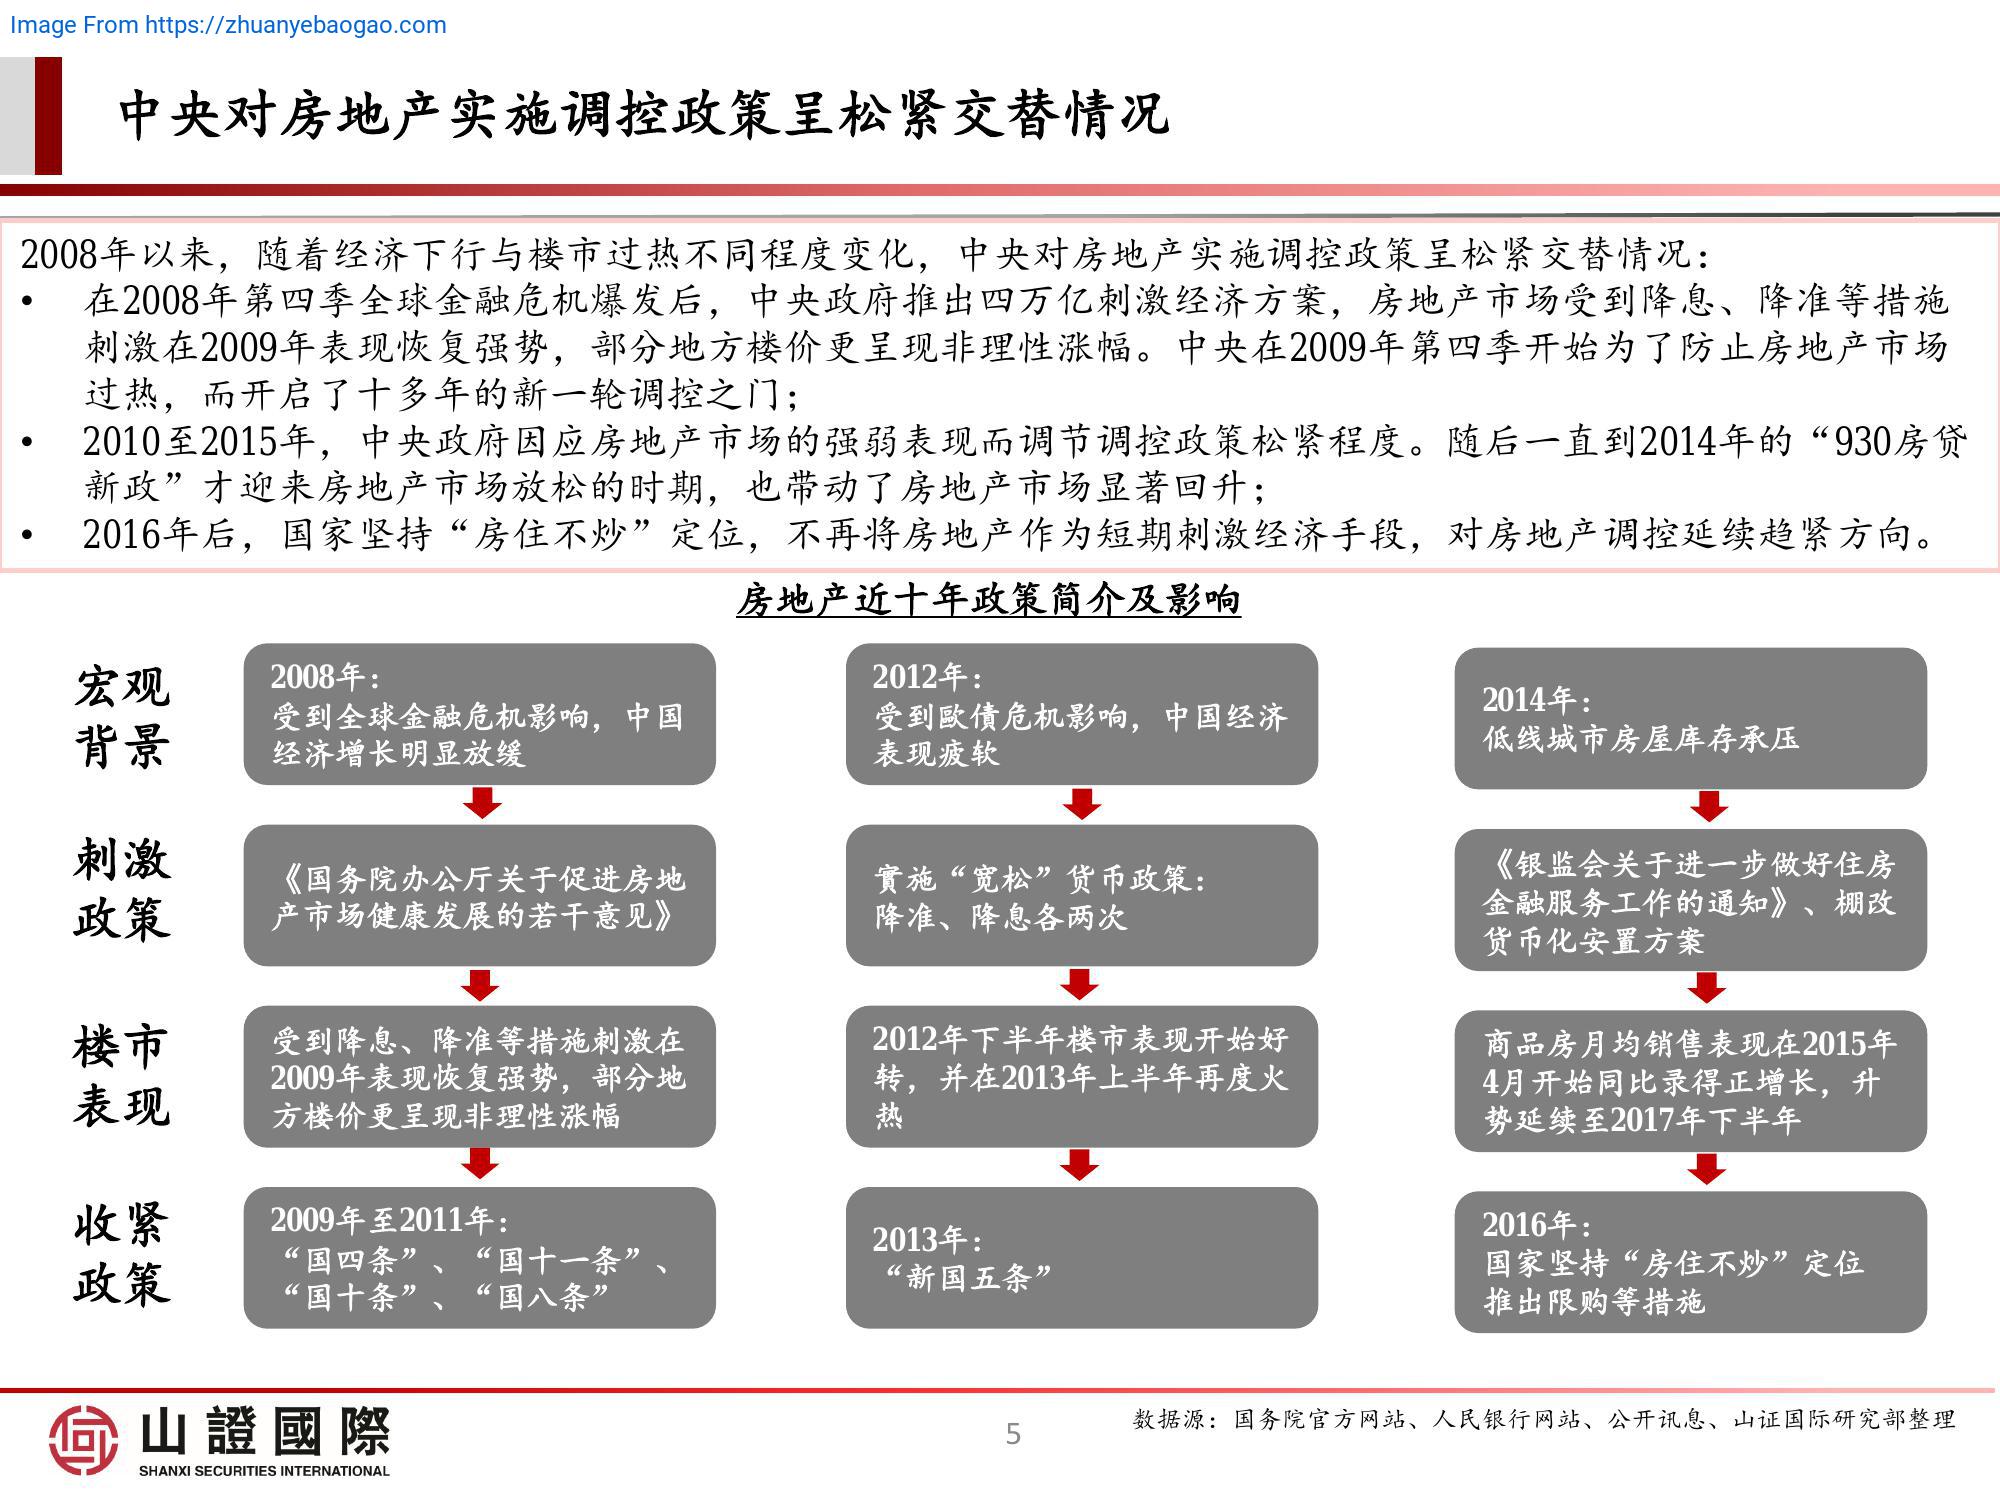 Image From https://zhuanyebaogao.com
中央对房地产实施调控政策呈松紧交替情况
2008年以来，随着经济下行与楼市过热不同程度变化，中央对房地产实施调控政策呈松紧交替情况：
• 在2008年第四季全球金融危机爆发后，中央政府推出四万亿刺激经济方案，房地产市场受到降息、降准等措施
刺激在2009年表现恢复强势，部分地方楼价更呈现非理性涨幅。中央在2009年第四季开始为了防止房地产市场
过热，而开启了十多年的新一轮调控之门；
• 2010至2015年，中央政府因应房地产市场的强弱表现而调节调控政策松紧程度。随后一直到2014年的“930房贷
新政”才迎来房地产市场放松的时期，也带动了房地产市场显著回升；
• 2016年后，国家坚持“房住不炒”定位，不再将房地产作为短期刺激经济手段，对房地产调控延续趋紧方向。
房地产近十年政策简介及影响
宏观
背景
2008年：
受到全球金融危机影响，中国
经济增长明显放缓
2012年：
受到歐債危机影响，中国经济
表现疲软
2014年：
低线城市房屋库存承压
刺激
政策
《国务院办公厅关于促进房地
产市场健康发展的若干意见》
實施“宽松”货币政策：
降准、降息各两次
《银监会关于进一步做好住房
金融服务工作的通知》、棚改
货币化安置方案
楼市
表现
受到降息、降准等措施刺激在
2009年表现恢复强势，部分地
方楼价更呈现非理性涨幅
2012年下半年楼市表现开始好
转，并在2013年上半年再度火
热
商品房月均销售表现在2015年
4月开始同比录得正增长，升
势延续至2017年下半年
收紧
政策
2009年至2011年：
“国四条”、“国十一条”、
“国十条”、“国八条”
2013年：
“新国五条”
2016年：
国家坚持“房住不炒”定位
推出限购等措施
山證國際
SHANXI SECURITIES INTERNATIONAL
5
数据源：国务院官方网站、人民银行网站、公开讯息、山证国际研究部整理